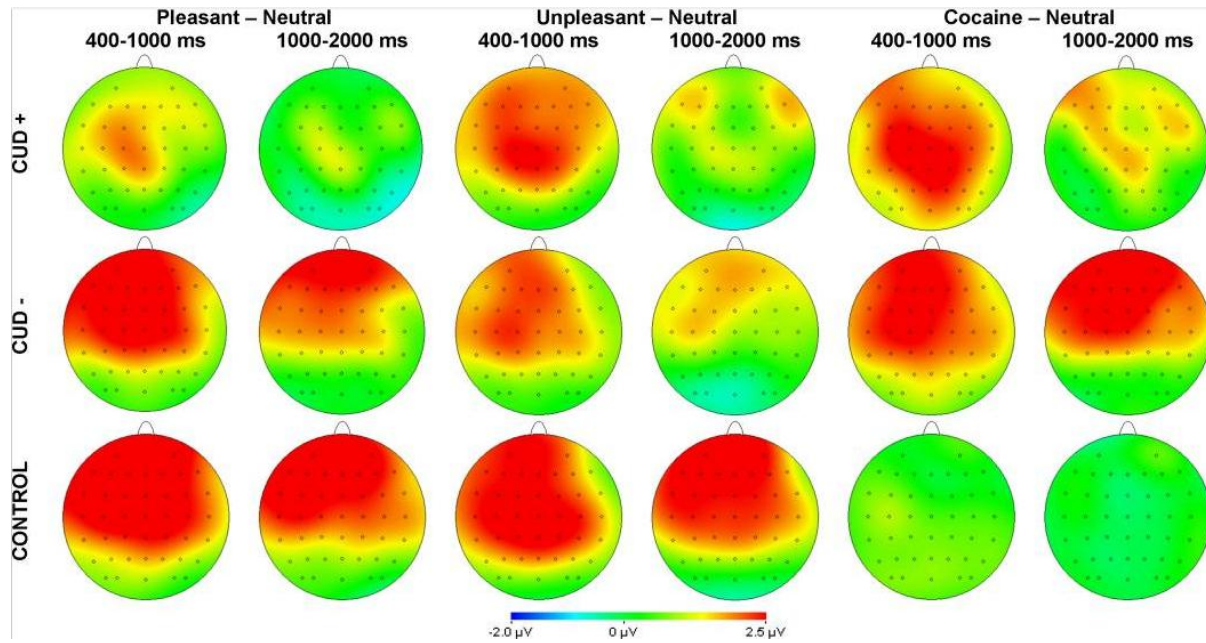 Pleasant – Neutral Unpleasant – Neutral Cocaine – Neutral
400-1000 ms 1000-2000 ms 400-1000 ms 1000-2000 ms 400-1000 ms 1000-2000 ms
CUD +
CUD -
CONTROL
-2.0 µV 0 µV 2.5 µV